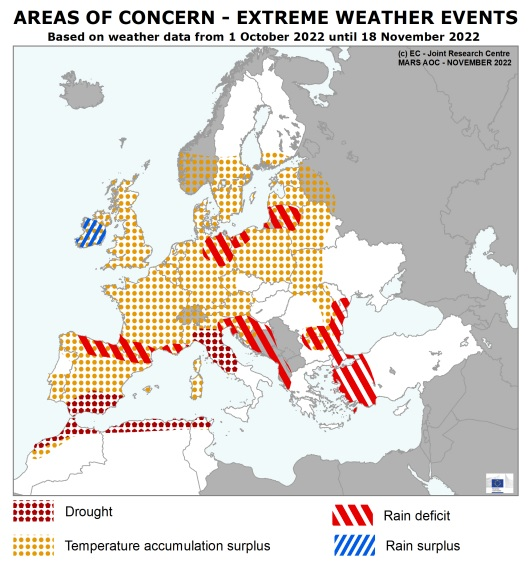 AREAS OF CONCERN - EXTREME WEATHER EVENTS
Based on weather data from 1 October 2022 until 18 November 2022
(c) EC - Joint Research Centre
MARS AOC - NOVEMBER 2022
Drought
Rain deficit
Temperature accumulation surplus
Rain surplus